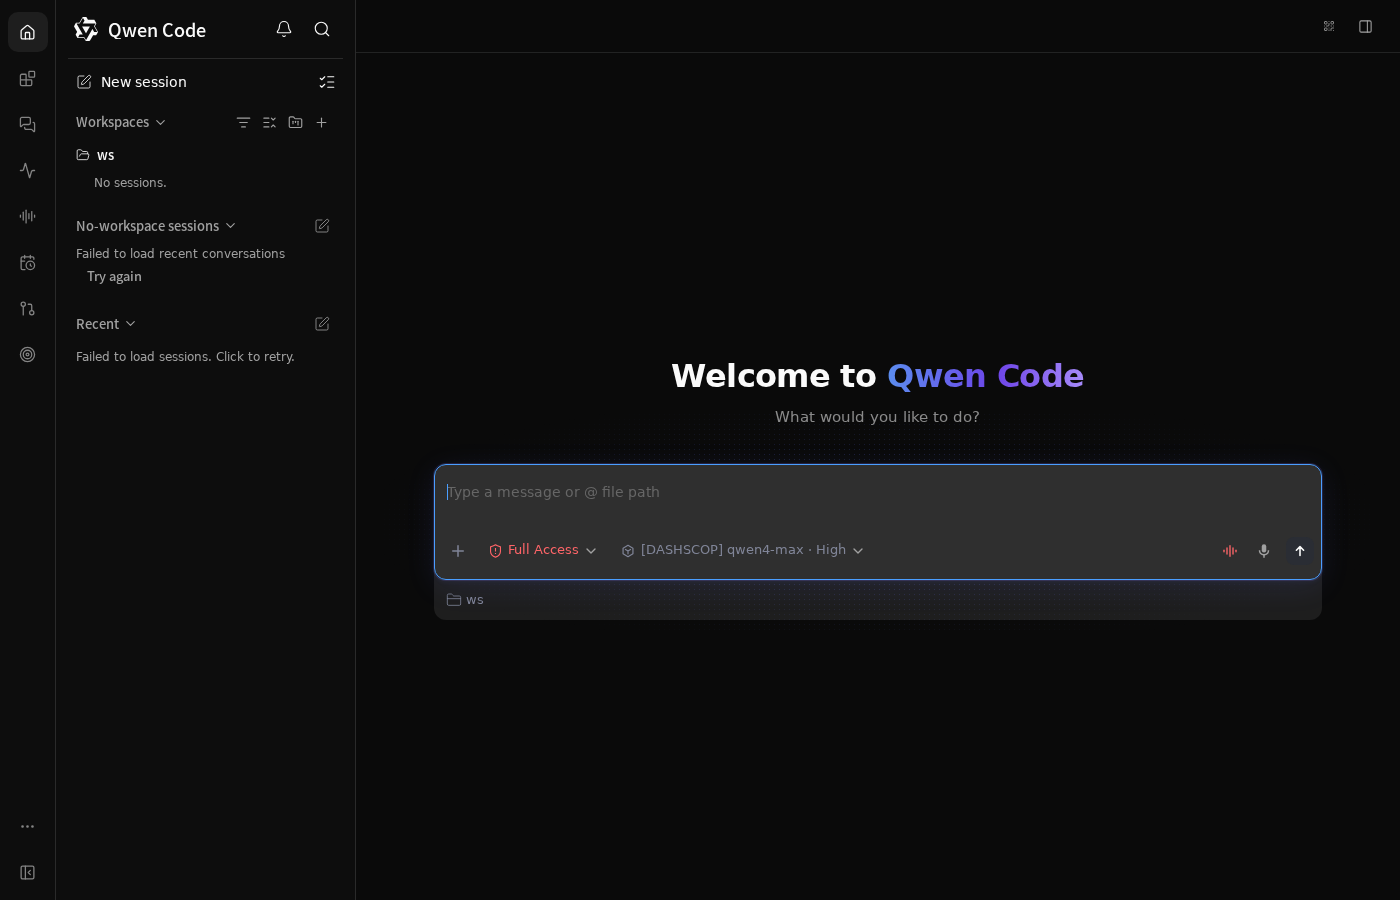 Qwen Code
New session
Workspaces
ws
No sessions.
No-workspace sessions
Failed to load recent conversations
Try again
Recent
Failed to load sessions. Click to retry.
Welcome to Qwen Code
What would you like to do?
Type a message or @ file path
Full Access
[DASHSCOP] qwen4-max · High
ws